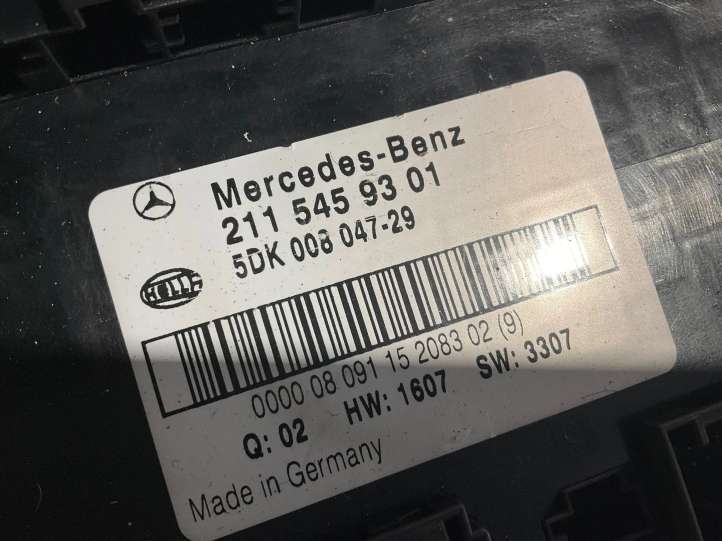 Mercedes-Benz
211 545 93 01
5DK 008 047-29
HELLA
0000 08 091 15 2083 02 (9)
Q: 02 HW: 1607 SW: 3307
Made in Germany